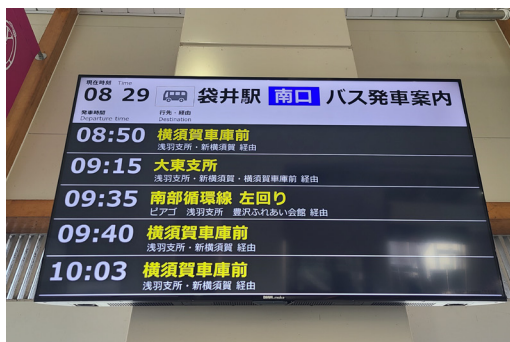 現在時刻 Time
08 29 袋井駅 南口 バス発車案内
発車時間 行先・経由
Departure time Destination
08:50 横須賀車庫前
浅羽支所・新横須賀 経由
09:15 大東支所
浅羽支所・新横須賀・横須賀車庫前 経由
09:35 南部循環線 左回り
ピアゴ 浅羽支所 豊沢ふれあい会館 経由
09:40 横須賀車庫前
浅羽支所・新横須賀 経由
10:03 横須賀車庫前
浅羽支所・新横須賀 経由